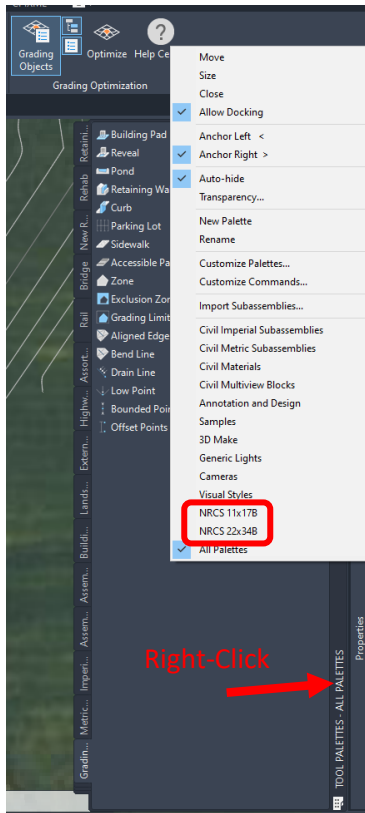 Grading
Objects
Optimize
Help Ce
Grading Optimization
Move
Size
Close
Allow Docking
Anchor Left <
Anchor Right >
Auto-hide
Transparency...
New Palette
Rename
Customize Palettes...
Customize Commands...
Import Subassemblies...
Civil Imperial Subassemblies
Civil Metric Subassemblies
Civil Materials
Civil Multiview Blocks
Annotation and Design
Samples
3D Make
Generic Lights
Cameras
Visual Styles
NRCS 11x17B
NRCS 22x34B
All Palettes
Building Pad
Reveal
Pond
Retaining Wa
Curb
Parking Lot
Sidewalk
Accessible Pa
Zone
Exclusion Zor
Grading Limit
Aligned Edge
Bend Line
Drain Line
Low Point
Bounded Poi
Offset Points
Retaini...
Rehab
New R...
Bridge
Rail
Assort...
Highw...
Extern...
Lands...
Buildi...
Assem...
Assem...
Imperi...
Metric...
Gradin...
Right-Click
TOOL PALETTES - ALL PALETTES
Properties